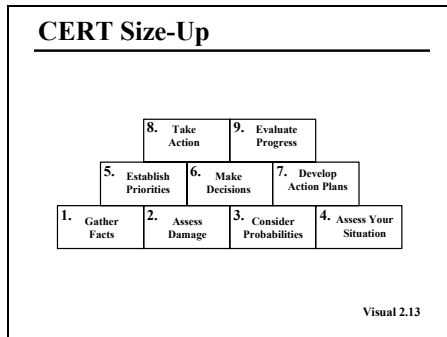 CERT Size-Up
8. Take
Action
9. Evaluate
Progress
5. Establish
Priorities
6. Make
Decisions
7. Develop
Action Plans
1. Gather
Facts
2. Assess
Damage
3. Consider
Probabilities
4. Assess Your
Situation
Visual 2.13